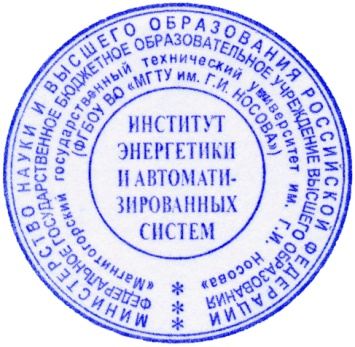 МИНИСТЕРСТВО НАУКИ И ВЫСШЕГО ОБРАЗОВАНИЯ РОССИЙСКОЙ ФЕДЕРАЦИИ
ФЕДЕРАЛЬНОЕ ГОСУДАРСТВЕННОЕ БЮДЖЕТНОЕ ОБРАЗОВАТЕЛЬНОЕ УЧРЕЖДЕНИЕ ВЫСШЕГО ОБРАЗОВАНИЯ
«Магнитогорский государственный технический университет им. Г.И. Носова»
(ФГБОУ ВО «МГТУ им. Г.И. НОСОВА»)
ИНСТИТУТ
ЭНЕРГЕТИКИ
И АВТОМАТИ-
ЗИРОВАННЫХ
СИСТЕМ
* * *